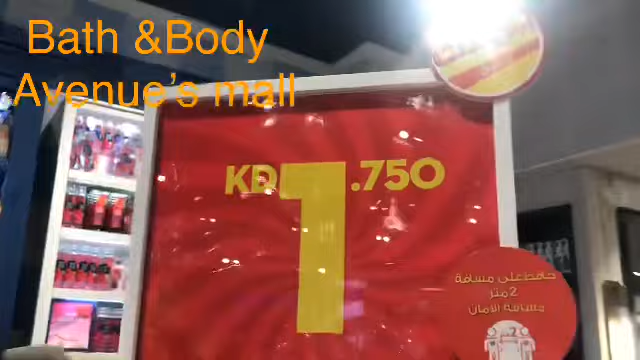 Bath &Body
Avenue's mall
KD 1.750
حافظ على مسافة
2 متر
مسافة الأمان